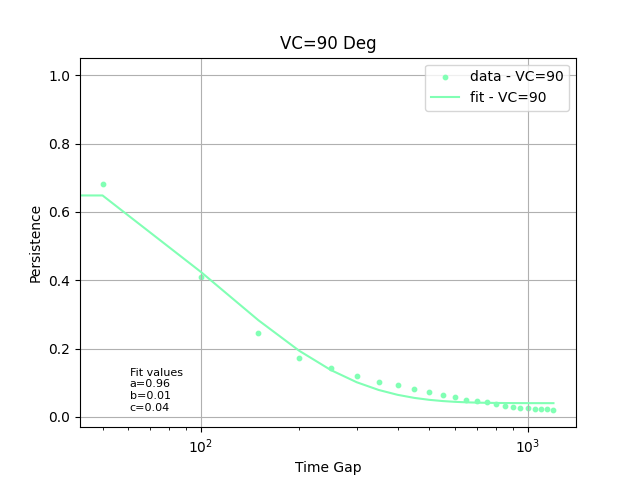 VC=90 Deg
data - VC=90
fit - VC=90
1.0
0.8
0.6
0.4
0.2
0.0
Persistence
Fit values
a=0.96
b=0.01
c=0.04
10²
10³
Time Gap